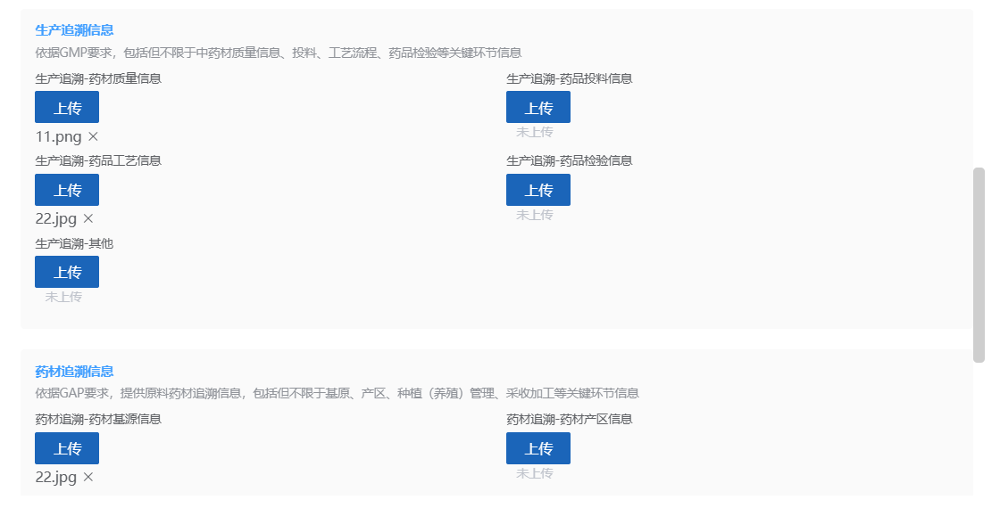 生产追溯信息
依据GMP要求，包括但不限于中药材质量信息、投料、工艺流程、药品检验等关键环节信息
生产追溯-药材质量信息
生产追溯-药品投料信息
上传
上传
11.png ×
未上传
生产追溯-药品工艺信息
生产追溯-药品检验信息
上传
上传
22.jpg ×
未上传
生产追溯-其他
上传
未上传
药材追溯信息
依据GAP要求，提供原料药材追溯信息，包括但不限于基原、产区、种植（养殖）管理、采收加工等关键环节信息
药材追溯-药材基源信息
药材追溯-药材产区信息
上传
上传
22.jpg ×
未上传